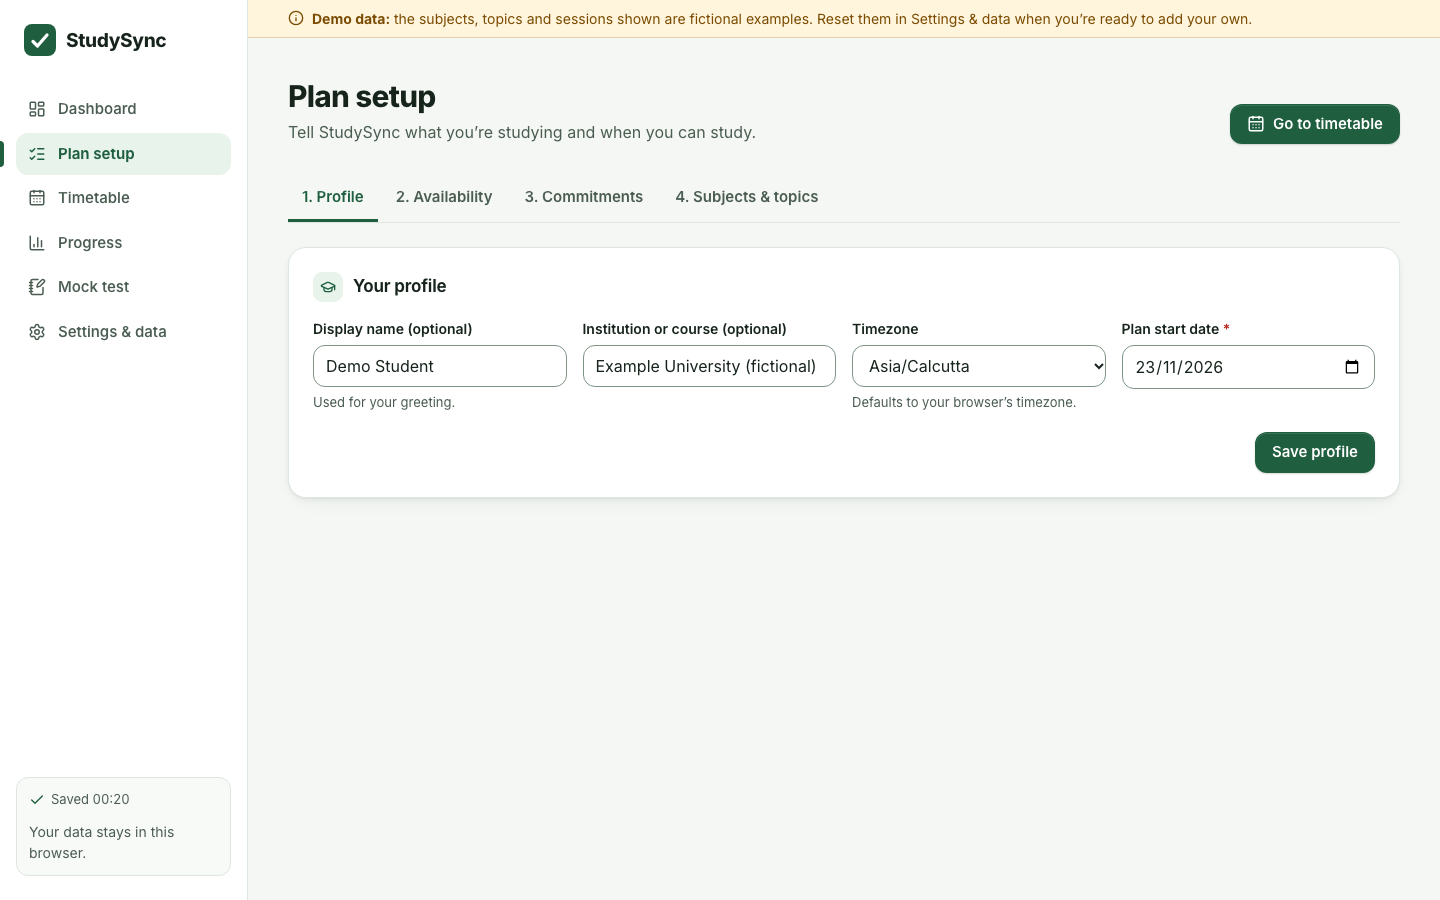 StudySync
Dashboard
Plan setup
Timetable
Progress
Mock test
Settings & data
Saved 00:20
Your data stays in this
browser.
Demo data: the subjects, topics and sessions shown are fictional examples. Reset them in Settings & data when you’re ready to add your own.
Plan setup
Tell StudySync what you’re studying and when you can study.
Go to timetable
1. Profile
2. Availability
3. Commitments
4. Subjects & topics
Your profile
Display name (optional)
Demo Student
Used for your greeting.
Institution or course (optional)
Example University (fictional)
Timezone
Asia/Calcutta
Defaults to your browser’s timezone.
Plan start date *
23/11/2026
Save profile